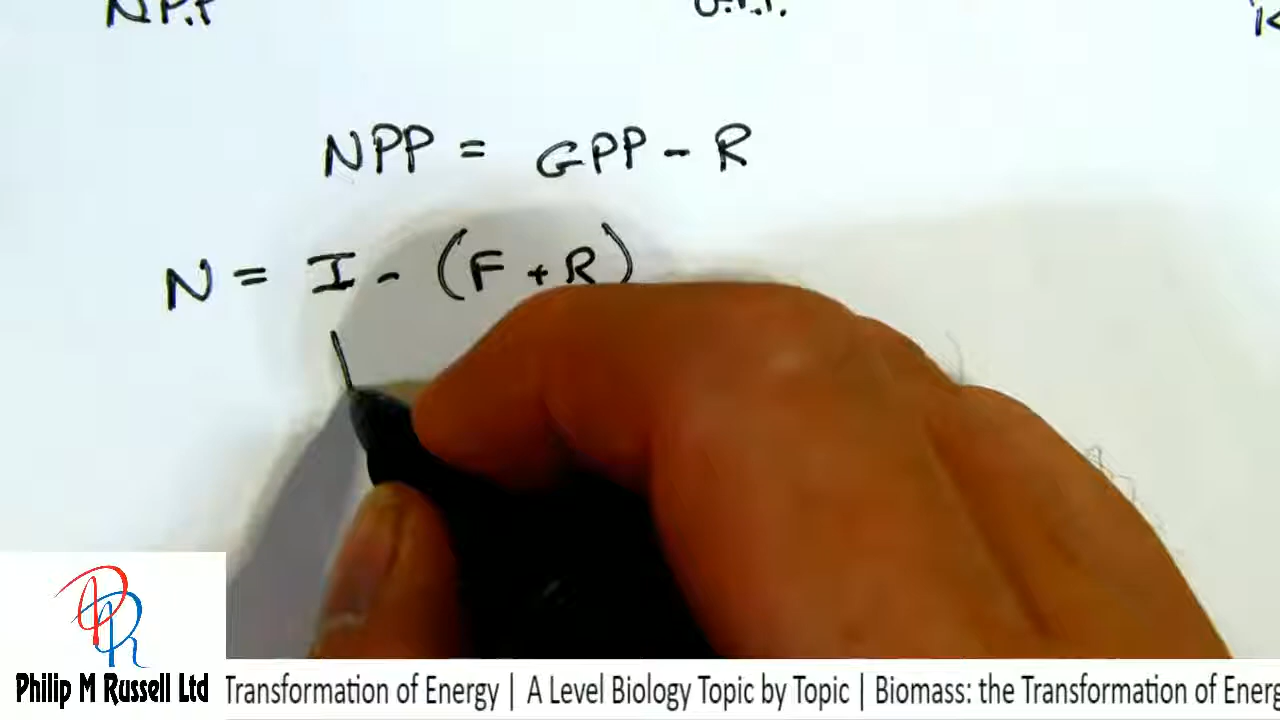 NPP = GPP - R
N = I - (F + R)
Philip M Russell Ltd
Transformation of Energy | A Level Biology Topic by Topic | Biomass: the Transformation of Energ